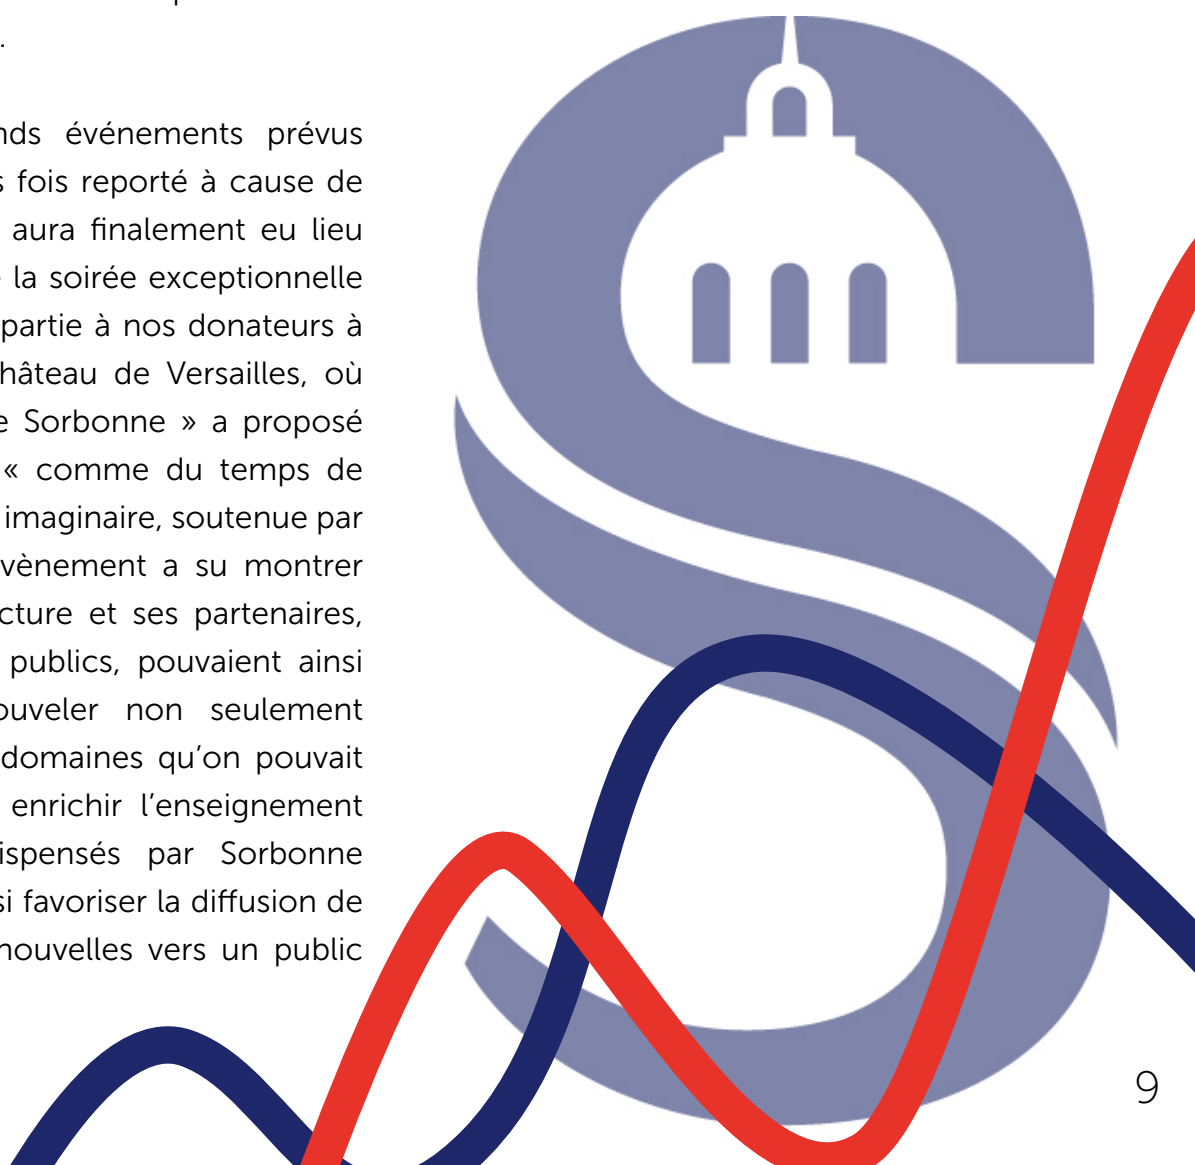 .
nds événements prévus
s fois reporté à cause de
aura finalement eu lieu
la soirée exceptionnelle
partie à nos donateurs à
hâteau de Versailles, où
e Sorbonne » a proposé
« comme du temps de
imaginaire, soutenue par
vènement a su montrer
cture et ses partenaires,
publics, pouvaient ainsi
ouveler non seulement
domaines qu’on pouvait
enrichir l’enseignement
ispensés par Sorbonne
si favoriser la diffusion de
nouvelles vers un public
9